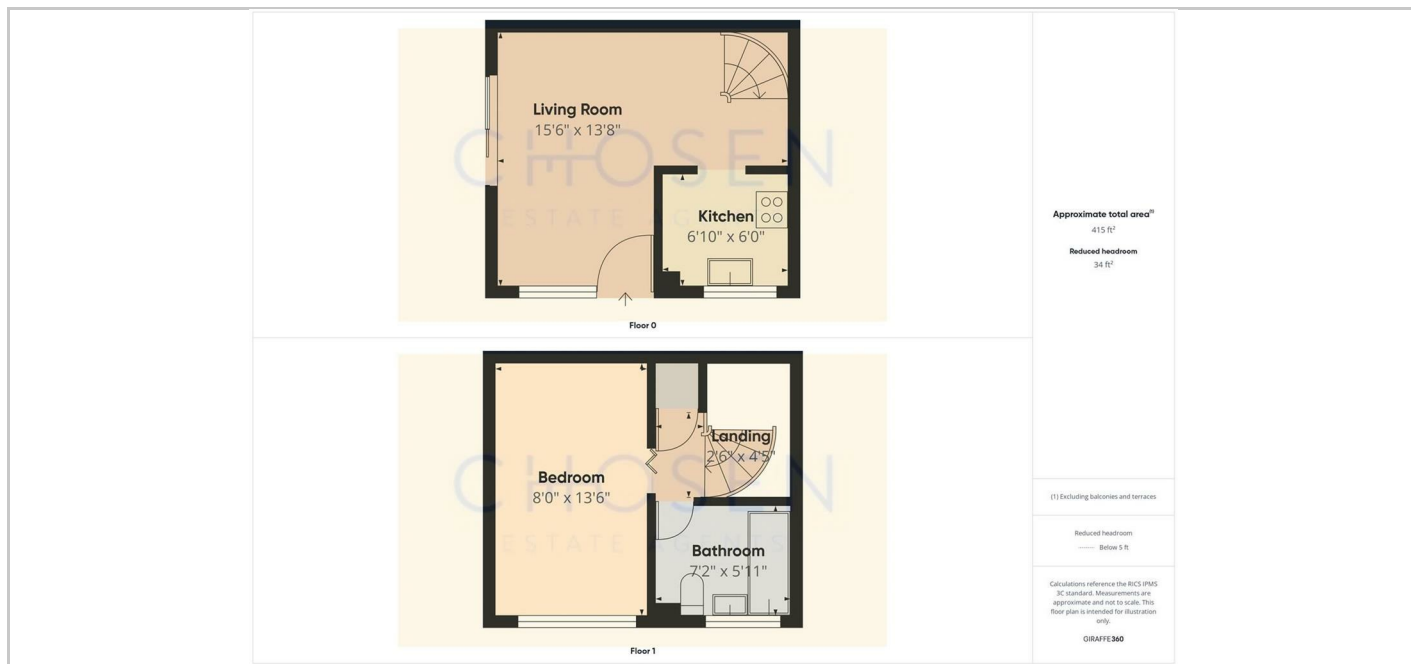 Living Room
15'6" x 13'8"
Kitchen
6'10" x 6'0"
CHOSEN
ESTATE AGENTS
Floor 0
Bedroom
8'0" x 13'6"
Landing
2'6" x 4'5"
Bathroom
7'2" x 5'11"
CHOSEN
ESTATE AGENTS
Floor 1
Approximate total area(1)
415 ft²
Reduced headroom
34 ft²
(1) Excluding balconies and terraces
Reduced headroom
------- Below 5 ft
Calculations reference the RICS IPMS
3C standard. Measurements are
approximate and not to scale. This
floor plan is intended for illustration
only.
GIRAFFE360